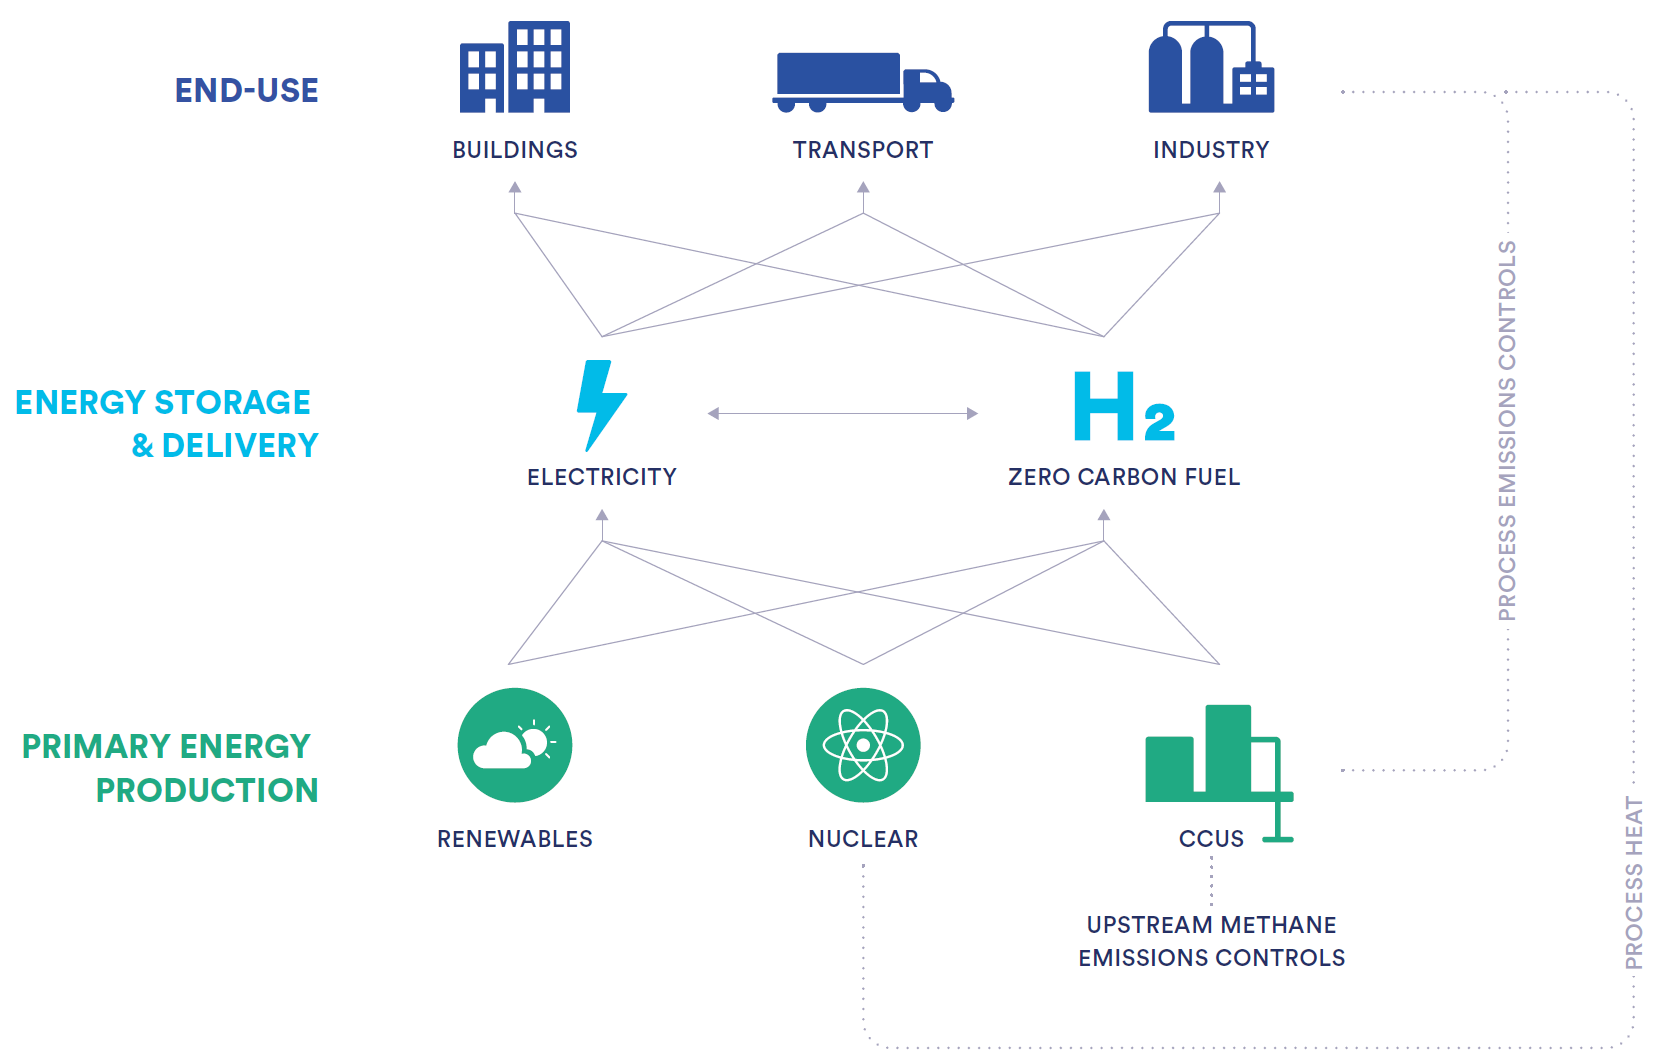 END-USE
BUILDINGS
TRANSPORT
INDUSTRY
PROCESS EMISSIONS CONTROLS
ENERGY STORAGE
& DELIVERY
H2
ELECTRICITY
ZERO CARBON FUEL
PRIMARY ENERGY
PRODUCTION
RENEWABLES
NUCLEAR
CCUS
PROCESS HEAT
UPSTREAM METHANE
EMISSIONS CONTROLS